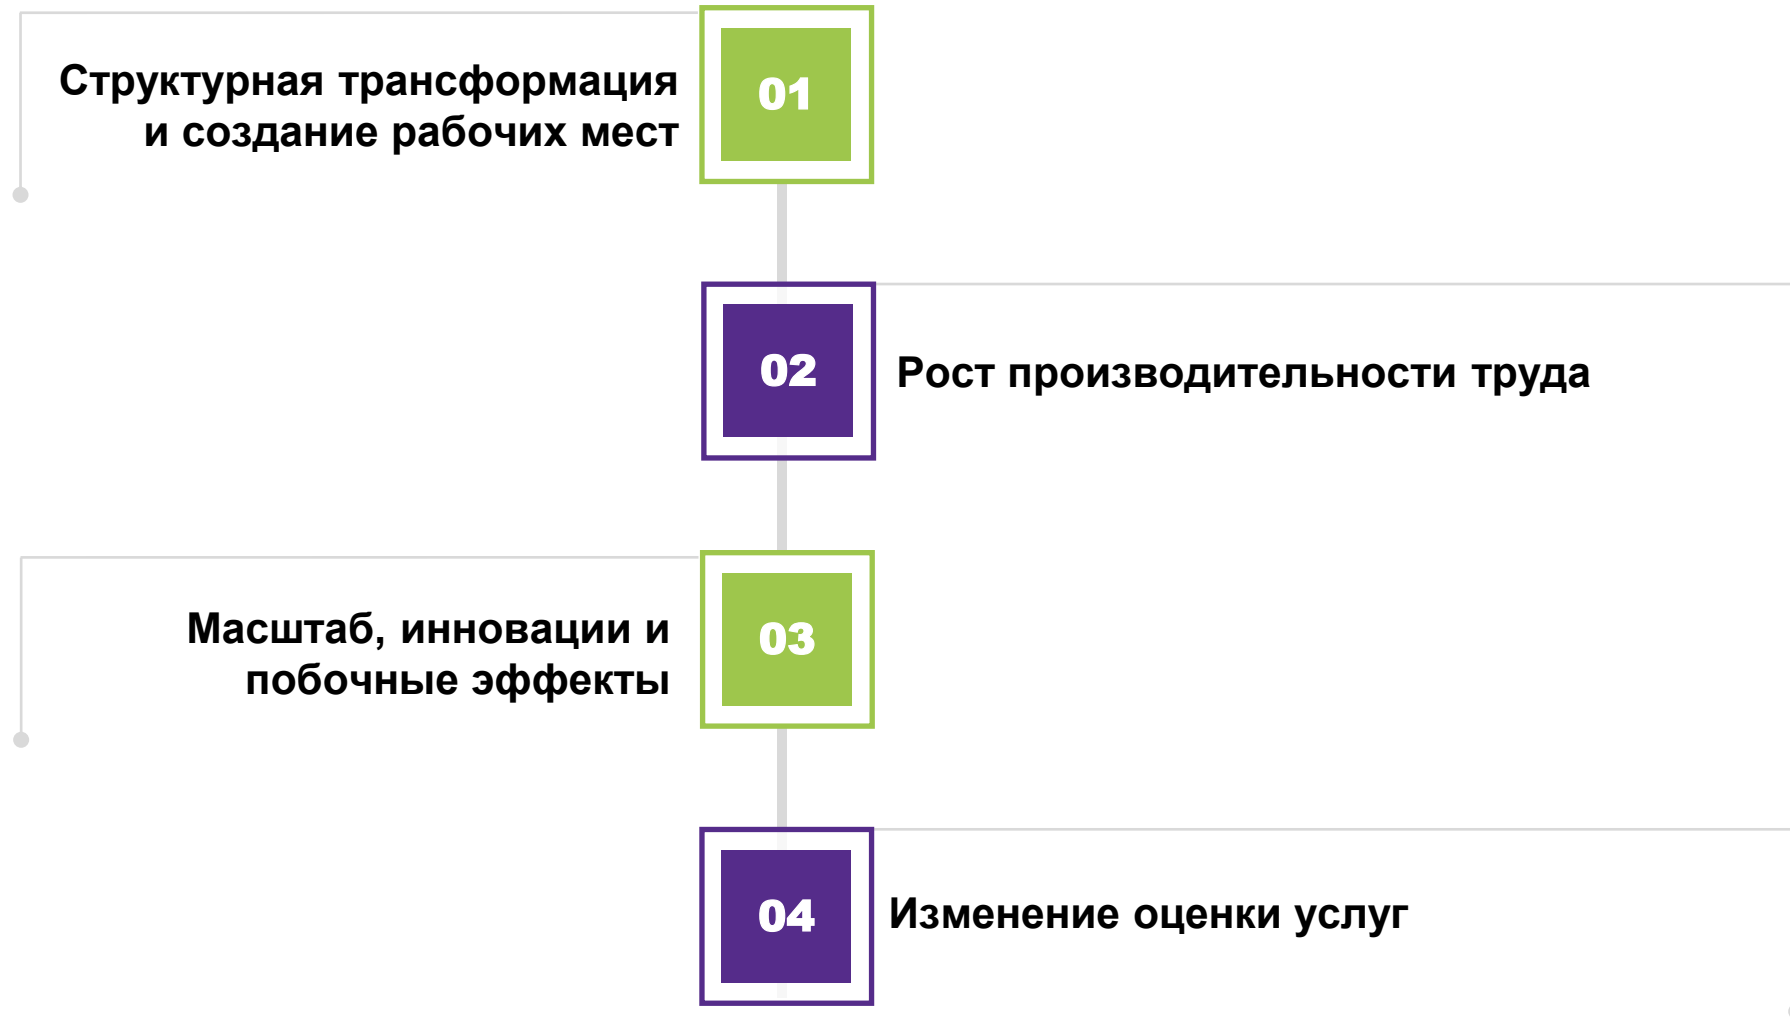 Структурная трансформация
и создание рабочих мест
01
02
Рост производительности труда
Масштаб, инновации и
побочные эффекты
03
04
Изменение оценки услуг